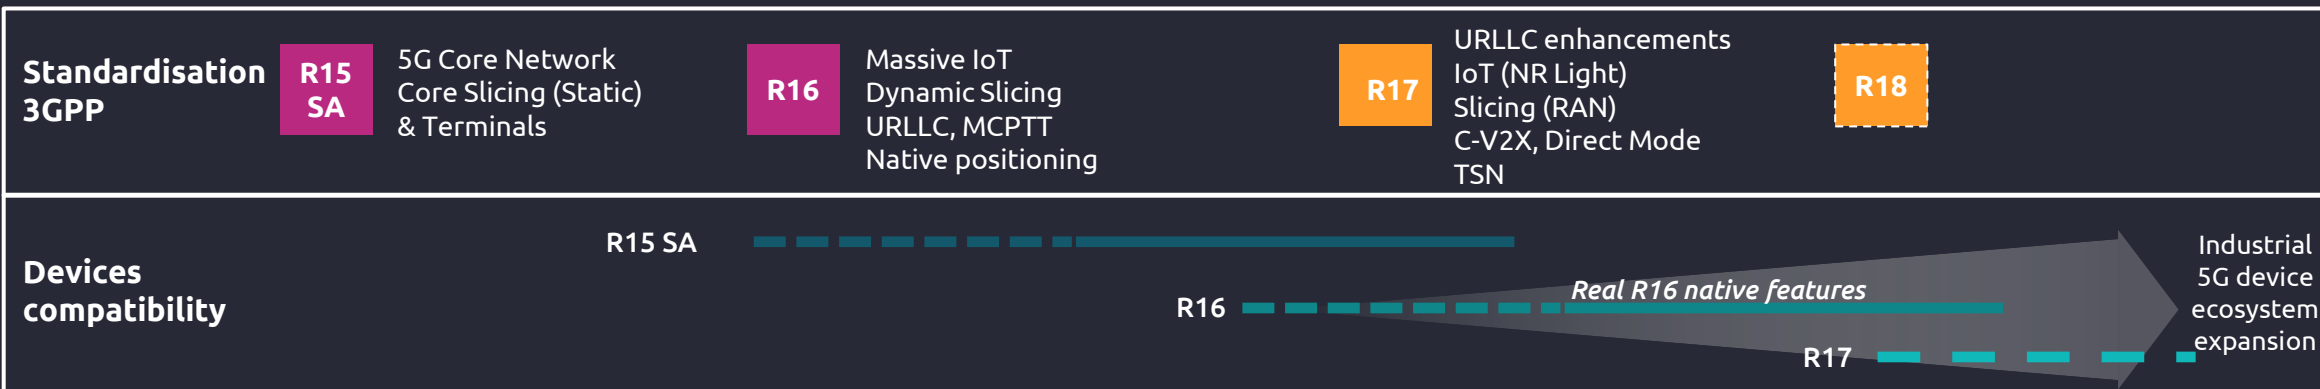 Standardisation
3GPP
R15
SA
5G Core Network
Core Slicing (Static)
& Terminals
R16
Massive IoT
Dynamic Slicing
URLLC, MCPTT
Native positioning
R17
URLLC enhancements
IoT (NR Light)
Slicing (RAN)
C-V2X, Direct Mode
TSN
R18
Devices
compatibility
R15 SA
R16
Real R16 native features
R17
Industrial
5G device
ecosystem
expansion